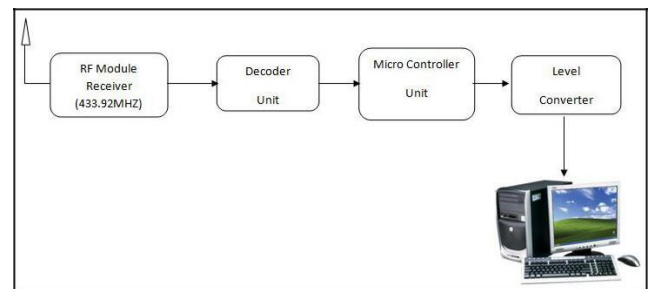 RF Module
Receiver
(433.92MHZ)
Decoder
Unit
Micro Controller
Unit
Level
Converter